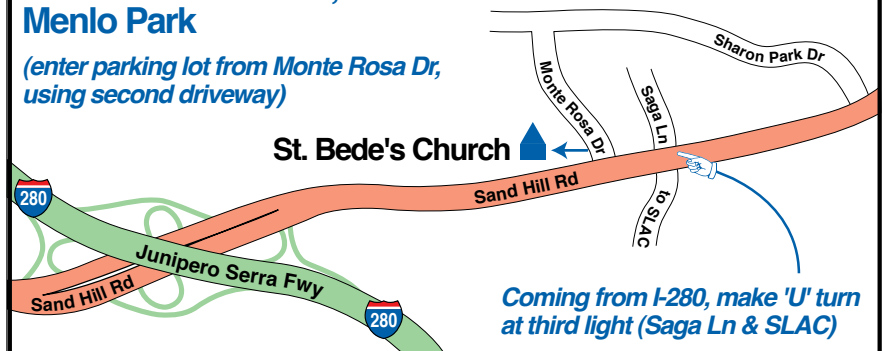 Menlo Park
(enter parking lot from Monte Rosa Dr,
using second driveway)
Sharon Park Dr
Monte Rosa Dr
Saga Ln
St. Bede's Church
280
Sand Hill Rd
to SLAC
Junipero Serra Fwy
Sand Hill Rd
280
Coming from I-280, make 'U' turn
at third light (Saga Ln & SLAC)